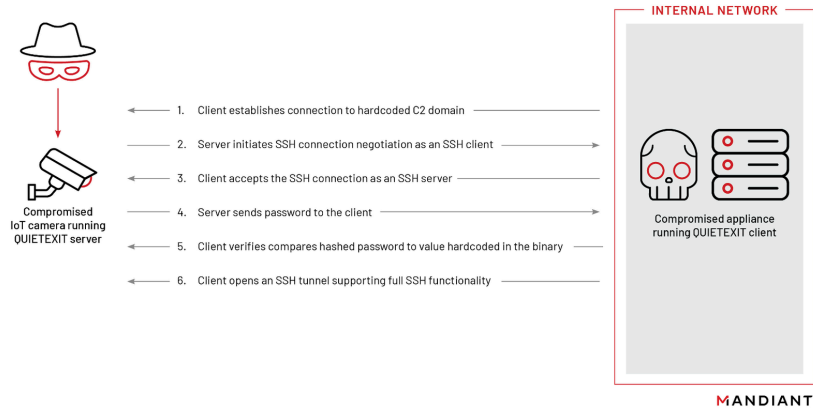 INTERNAL NETWORK
1. Client establishes connection to hardcoded C2 domain
2. Server initiates SSH connection negotiation as an SSH client
3. Client accepts the SSH connection as an SSH server
4. Server sends password to the client
5. Client verifies compares hashed password to value hardcoded in the binary
6. Client opens an SSH tunnel supporting full SSH functionality
Compromised
IoT camera running
QUIETEXIT server
Compromised appliance
running QUIETEXIT client
MANDIANT